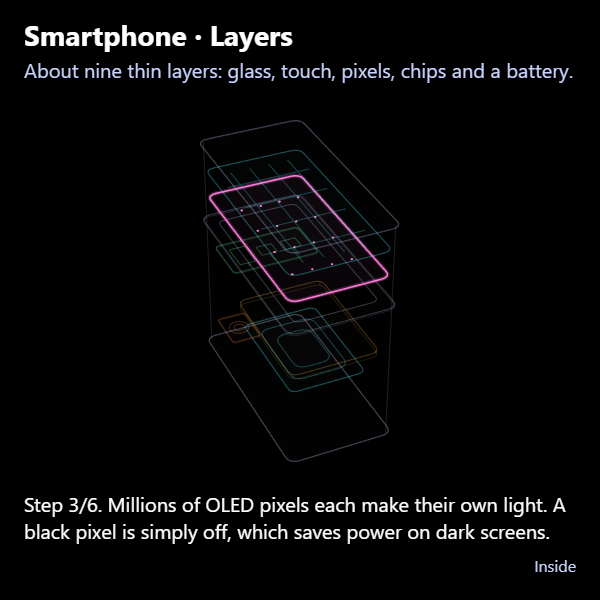 Smartphone · Layers
About nine thin layers: glass, touch, pixels, chips and a battery.
Step 3/6. Millions of OLED pixels each make their own light. A
black pixel is simply off, which saves power on dark screens.
Inside